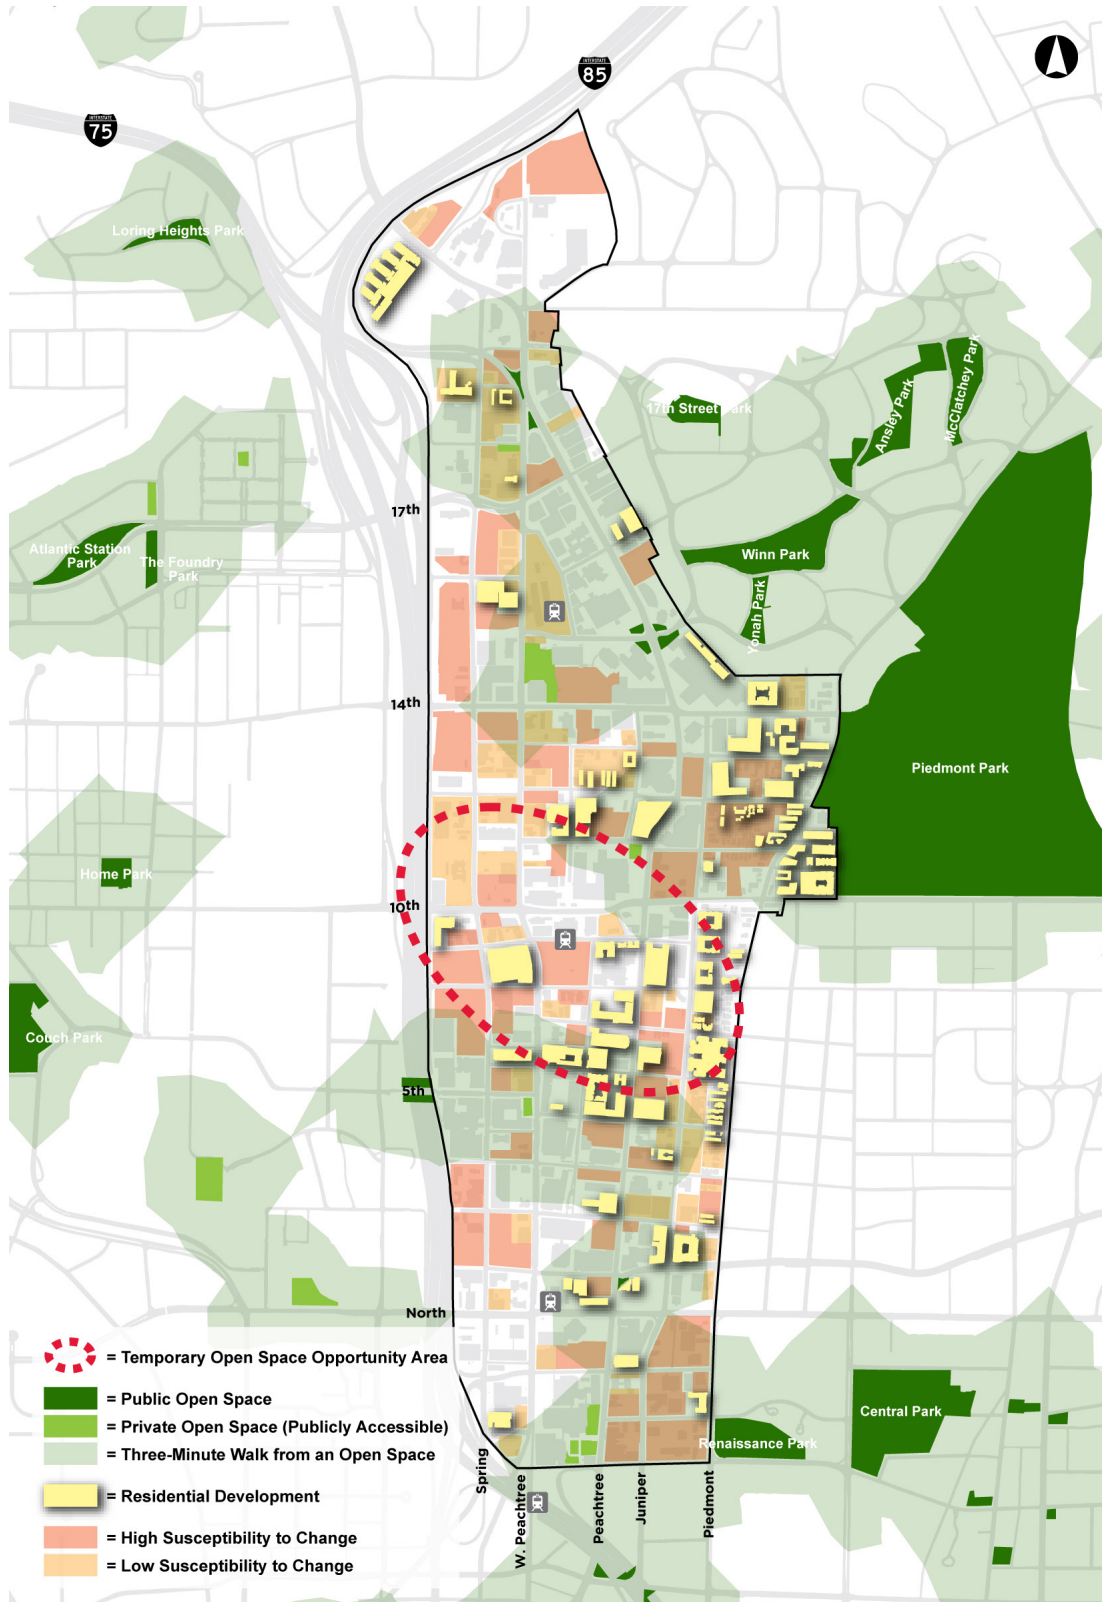 INTERSTATE
85
INTERSTATE
75
Loring Heights Park
17th Street Park
Ansley Park
McClatchey Park
17th
Atlantic Station
Park
The Foundry
Park
Winn Park
Yonah Park
14th
Piedmont Park
Home Park
10th
Couch Park
5th
North
= Temporary Open Space Opportunity Area
= Public Open Space
= Private Open Space (Publicly Accessible)
= Three-Minute Walk from an Open Space
= Residential Development
= High Susceptibility to Change
= Low Susceptibility to Change
Central Park
Renaissance Park
Spring
W. Peachtree
Peachtree
Juniper
Piedmont